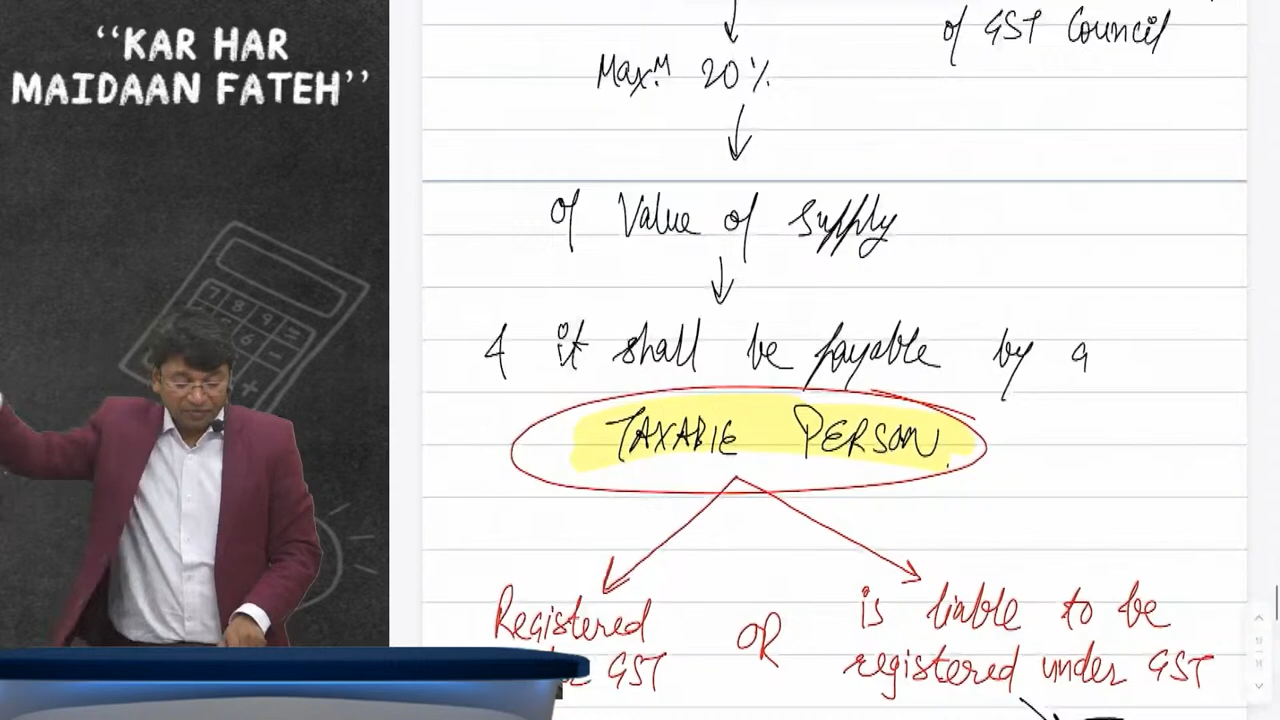 “KAR HAR
MAIDAAN FATEH”
of GST Council
Max.ᴹ 20%
of Value of Supply
& it shall be payable by a
TAXABLE PERSON.
Registered
GST
OR
is liable to be
registered under GST